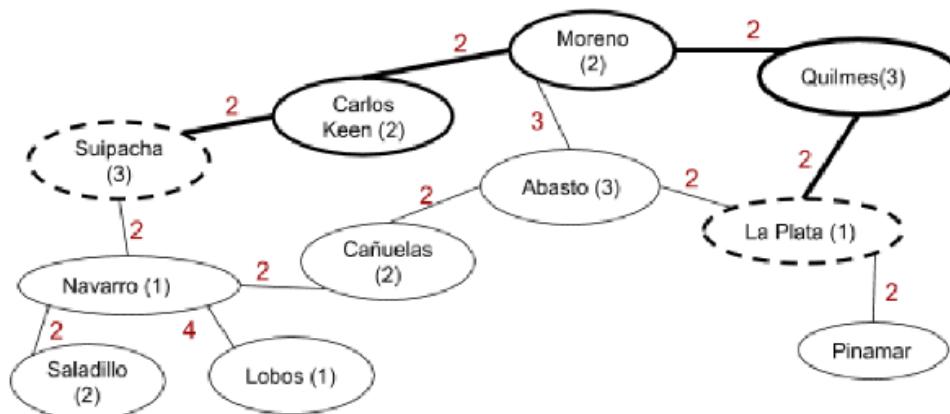 2
Moreno
(2)
2
Quilmes(3)
2
Carlos
Keen (2)
3
2
Suipacha
(3)
2
Abasto (3)
2
2
La Plata (1)
2
Cañuelas
(2)
Navarro (1)
2
2
2
4
Saladillo
(2)
Lobos (1)
Pinamar